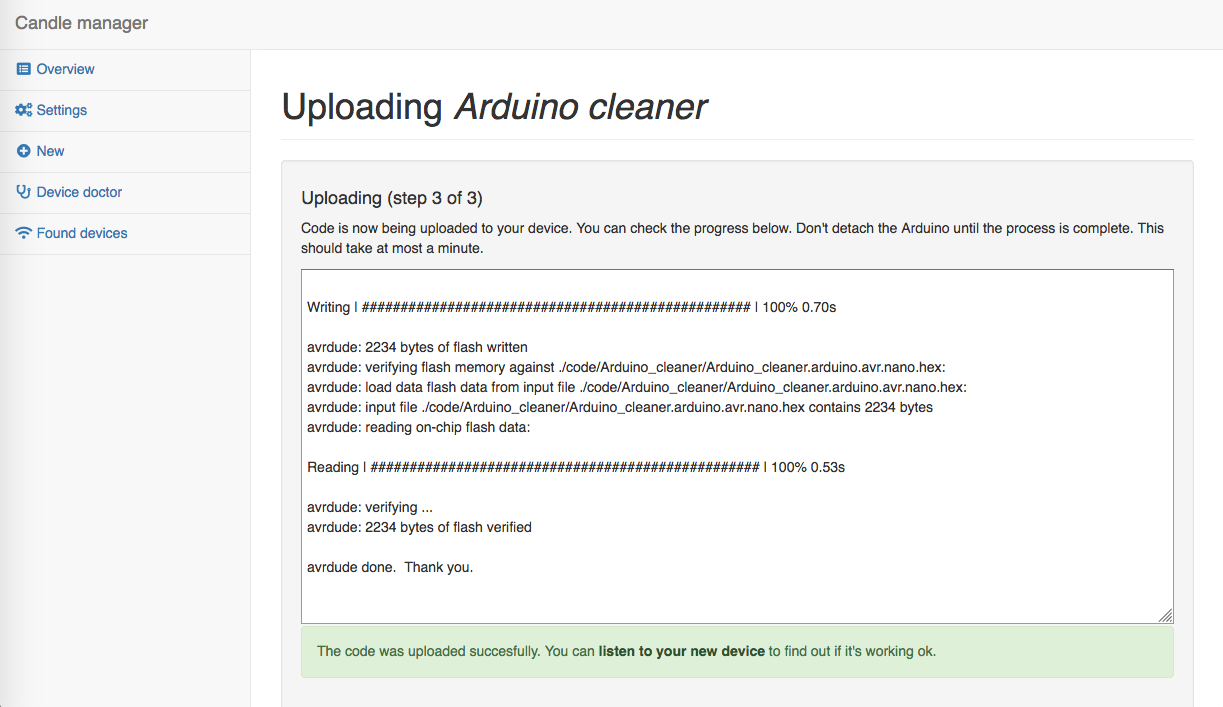 Candle manager
Overview
Settings
New
Device doctor
Found devices
Uploading Arduino cleaner
Uploading (step 3 of 3)
Code is now being uploaded to your device. You can check the progress below. Don't detach the Arduino until the process is complete. This
should take at most a minute.
Writing | ################################################## | 100% 0.70s
avrdude: 2234 bytes of flash written
avrdude: verifying flash memory against ./code/Arduino_cleaner/Arduino_cleaner.arduino.avr.nano.hex:
avrdude: load data flash data from input file ./code/Arduino_cleaner/Arduino_cleaner.arduino.avr.nano.hex:
avrdude: input file ./code/Arduino_cleaner/Arduino_cleaner.arduino.avr.nano.hex contains 2234 bytes
avrdude: reading on-chip flash data:
Reading | ################################################## | 100% 0.53s
avrdude: verifying ...
avrdude: 2234 bytes of flash verified
avrdude done.  Thank you.
The code was uploaded succesfully. You can listen to your new device to find out if it's working ok.